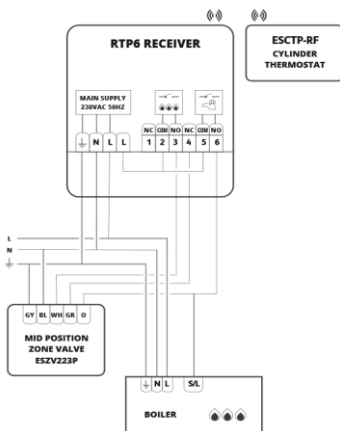 RTP6 RECEIVER
ESCTP-RF
CYLINDER
THERMOSTAT
MAIN SUPPLY
230VAC 50HZ
N L L
NC COM NO NC COM NO
1 2 3 4 5 6
L
N
GY BL WH GR O
MID POSITION
ZONE VALVE
ESZV223P
N L S/L
BOILER